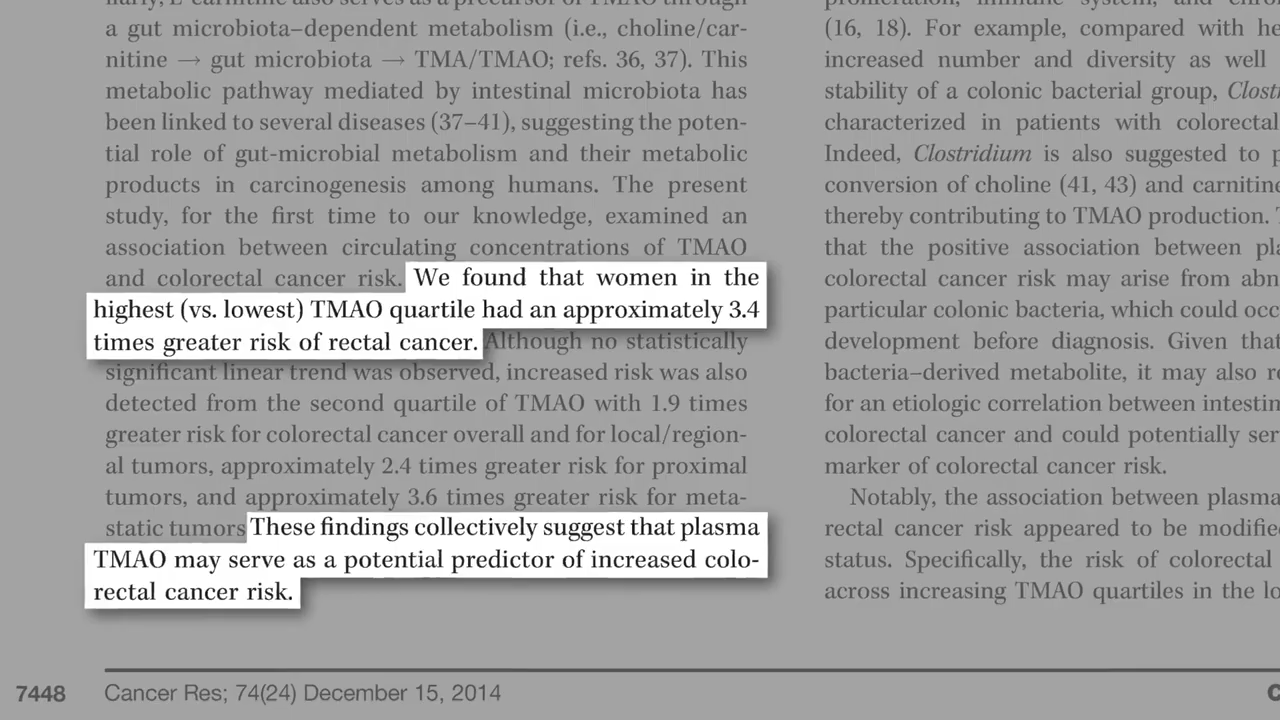 ilarly, L-carnitine also serves as a precursor of TMAO through
a gut microbiota–dependent metabolism (i.e., choline/car-
nitine → gut microbiota → TMA/TMAO; refs. 36, 37). This
metabolic pathway mediated by intestinal microbiota has
been linked to several diseases (37–41), suggesting the poten-
tial role of gut-microbial metabolism and their metabolic
products in carcinogenesis among humans. The present
study, for the first time to our knowledge, examined an
association between circulating concentrations of TMAO
and colorectal cancer risk. We found that women in the
highest (vs. lowest) TMAO quartile had an approximately 3.4
times greater risk of rectal cancer. Although no statistically
significant linear trend was observed, increased risk was also
detected from the second quartile of TMAO with 1.9 times
greater risk for colorectal cancer overall and for local/region-
al tumors, approximately 2.4 times greater risk for proximal
tumors, and approximately 3.6 times greater risk for meta-
static tumors These findings collectively suggest that plasma
TMAO may serve as a potential predictor of increased colo-
rectal cancer risk.
proliferation, immune system, and
(16, 18). For example, compared with
increased number and diversity as well
stability of a colonic bacterial group,
characterized in patients with colorectal
Indeed, Clostridium is also suggested to
conversion of choline (41, 43) and
thereby contributing to TMAO production.
that the positive association between
colorectal cancer risk may arise from
particular colonic bacteria, which could
development before diagnosis. Given that
bacteria–derived metabolite, it may also
for an etiologic correlation between
colorectal cancer and could potentially
marker of colorectal cancer risk.
Notably, the association between
rectal cancer risk appeared to be
status. Specifically, the risk of colorectal
across increasing TMAO quartiles in the
7448 Cancer Res; 74(24) December 15, 2014